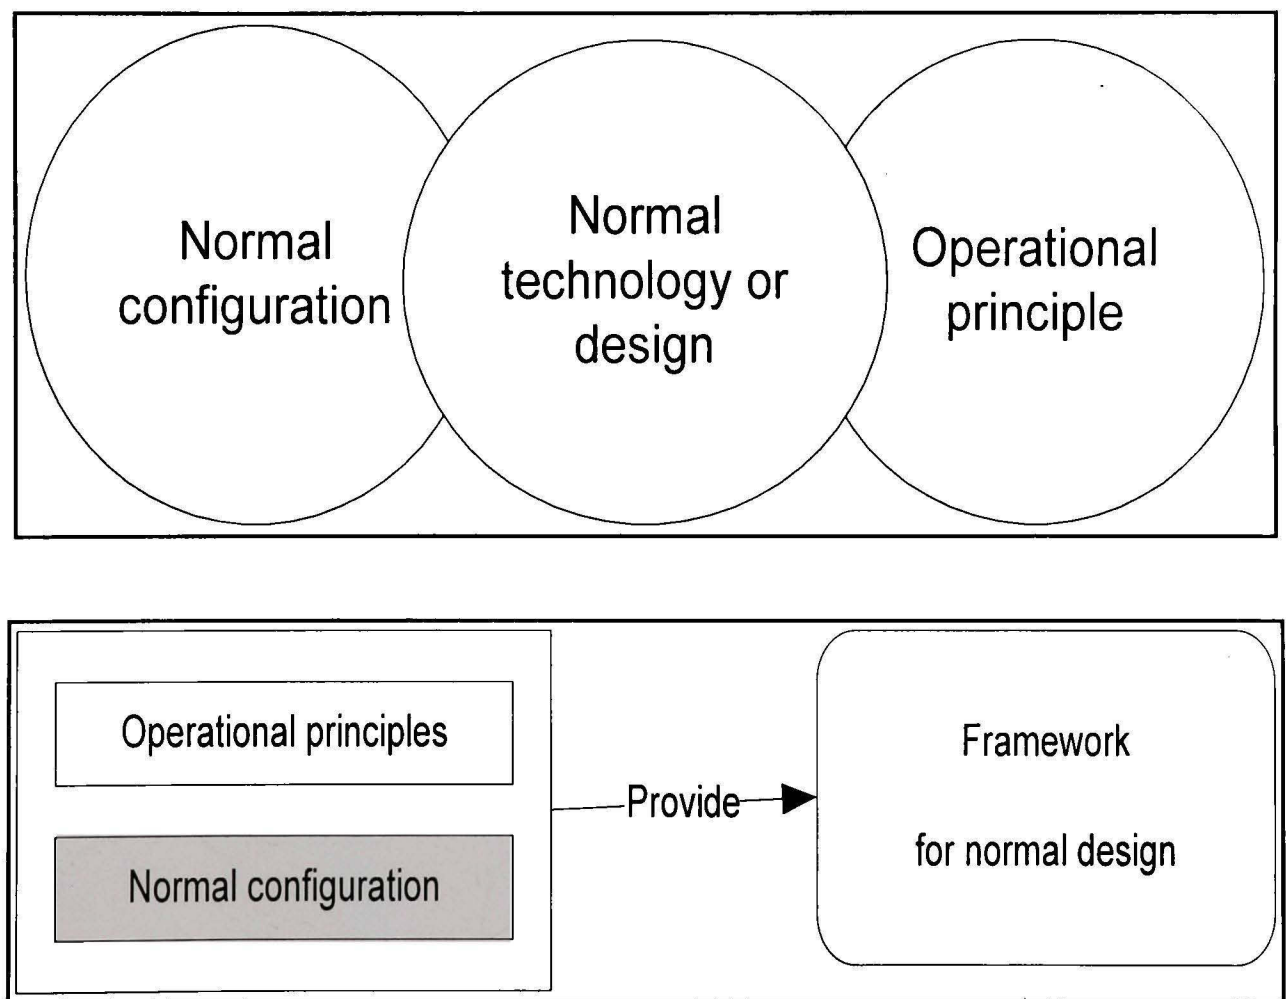 Normal
configuration
Normal
technology or
design
Operational
principle
Operational principles
Normal configuration
Provide
Framework
for normal design